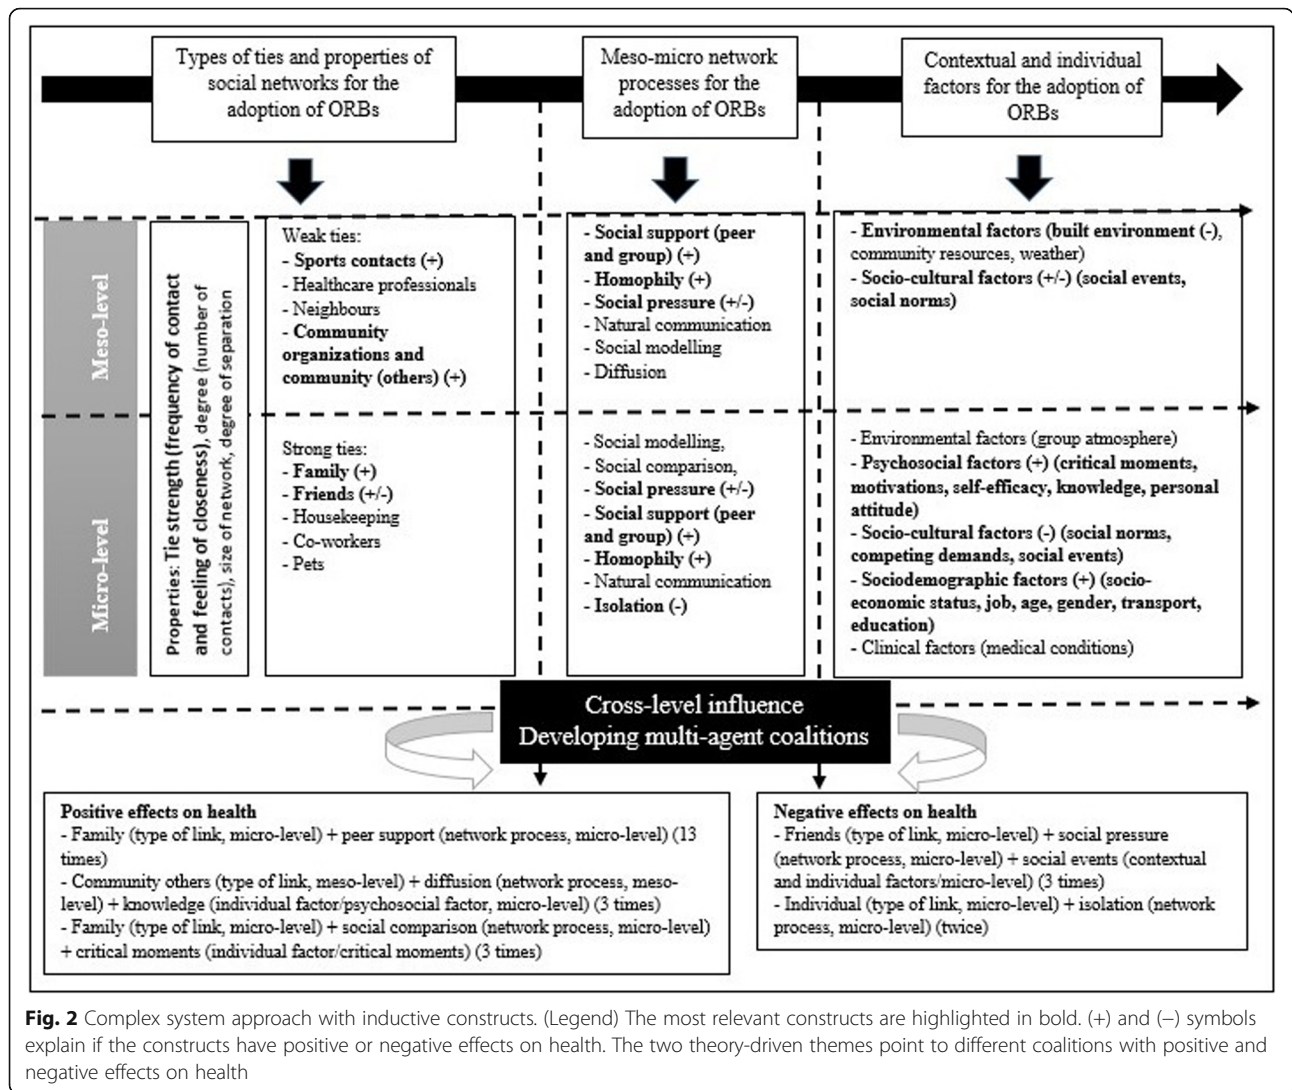 Types of ties and properties of
social networks for the
adoption of ORBs
Meso-micro network
processes for the
adoption of ORBs
Contextual and individual
factors for the adoption of
ORBs
Meso-level
Micro-level
Properties: Tie strength (frequency of contact
and feeling of closeness), degree (number of
contacts), size of network, degree of separation
Weak ties:
- Sports contacts (+)
- Healthcare professionals
- Neighbours
- Community
organizations and
community (others) (+)
Strong ties:
- Family (+)
- Friends (+/-)
- Housekeeping
- Co-workers
- Pets
- Social support (peer
and group) (+)
- Homophily (+)
- Social pressure (+/-)
- Natural communication
- Social modelling
- Diffusion
- Social modelling,
- Social comparison,
- Social pressure (+/-)
- Social support (peer
and group) (+)
- Homophily (+)
- Natural communication
- Isolation (-)
- Environmental factors (built environment (-),
community resources, weather)
- Socio-cultural factors (+/-) (social events,
social norms)
- Environmental factors (group atmosphere)
- Psychosocial factors (+) (critical moments,
motivations, self-efficacy, knowledge, personal
attitude)
- Socio-cultural factors (-) (social norms,
competing demands, social events)
- Sociodemographic factors (+) (socio-
economic status, job, age, gender, transport,
education)
- Clinical factors (medical conditions)
Cross-level influence
Developing multi-agent coalitions
Positive effects on health
- Family (type of link, micro-level) + peer support (network process, micro-level) (13
times)
- Community others (type of link, meso-level) + diffusion (network process, meso-
level) + knowledge (individual factor/psychosocial factor, micro-level) (3 times)
- Family (type of link, micro-level) + social comparison (network process, micro-level)
+ critical moments (individual factor/critical moments) (3 times)
Negative effects on health
- Friends (type of link, micro-level) + social pressure
(network process, micro-level) + social events (contextual
and individual factors/micro-level) (3 times)
- Individual (type of link, micro-level) + isolation (network
process, micro-level) (twice)
Fig. 2 Complex system approach with inductive constructs. (Legend) The most relevant constructs are highlighted in bold. (+) and (−) symbols
explain if the constructs have positive or negative effects on health. The two theory-driven themes point to different coalitions with positive and
negative effects on health